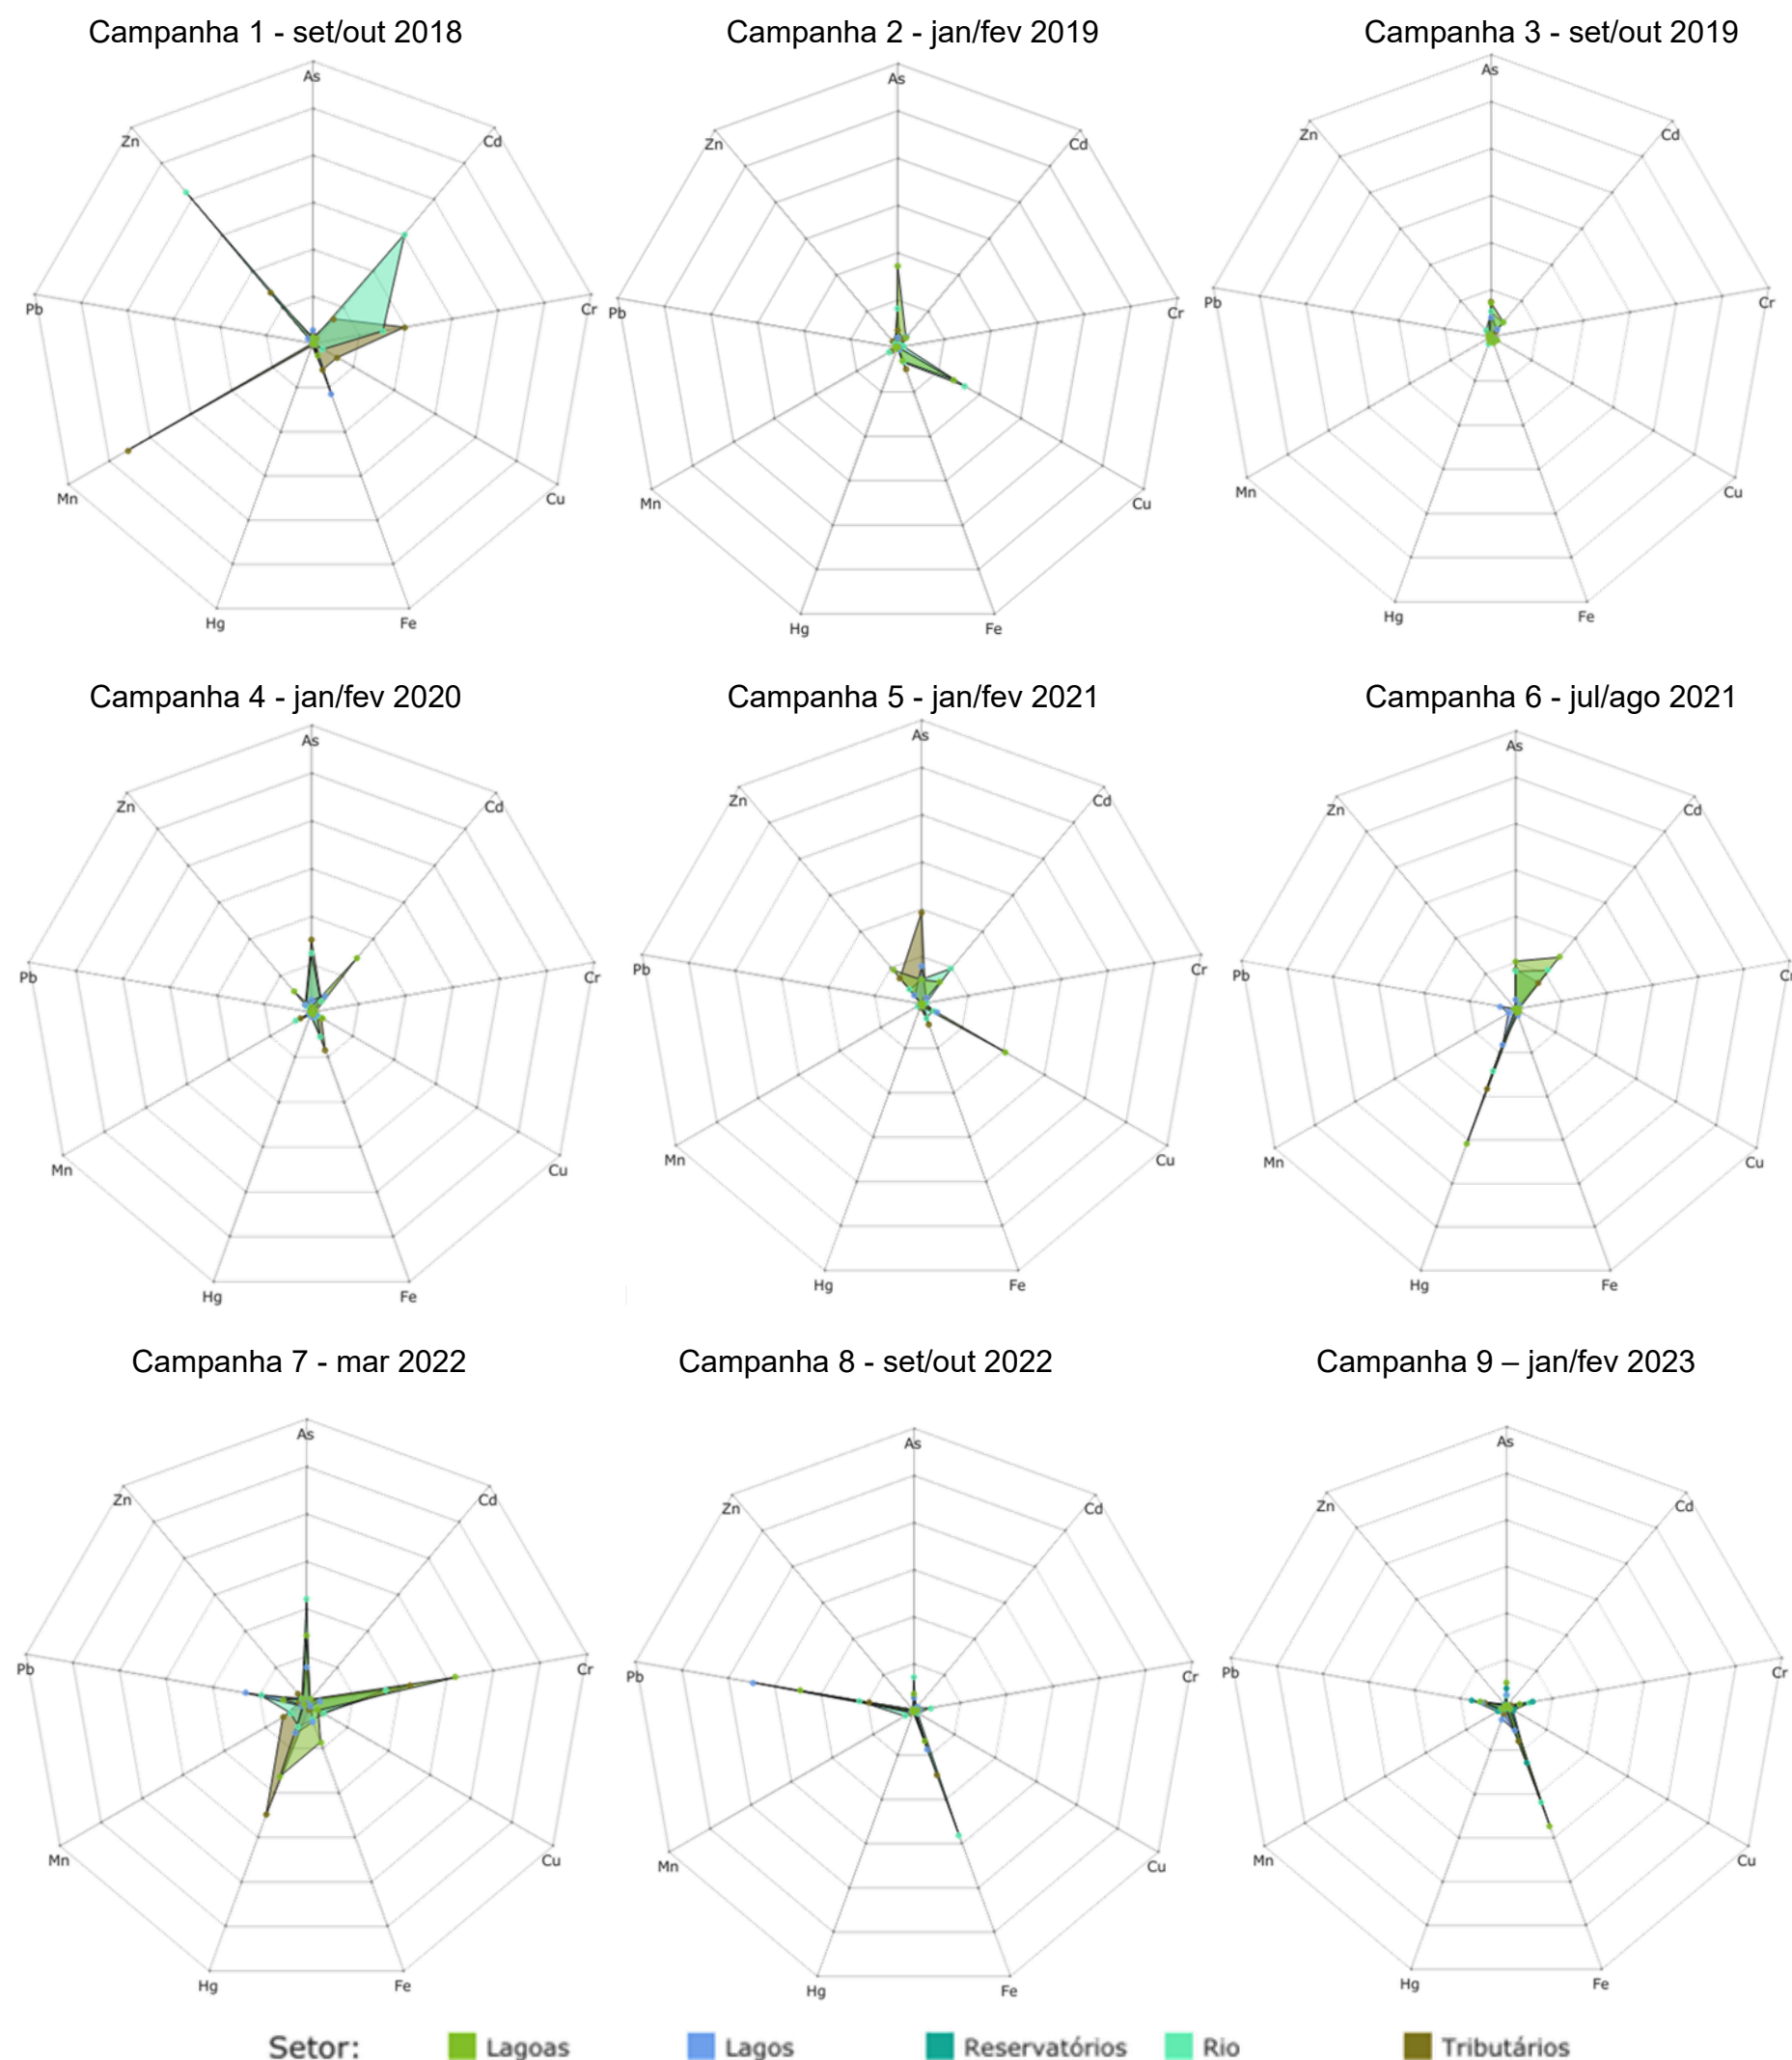 Campanha 1 - set/out 2018
Campanha 2 - jan/fev 2019
Campanha 3 - set/out 2019
As
Zn
Cd
Pb
Cr
Mn
Cu
Hg
Fe
As
Zn
Cd
Pb
Cr
Mn
Cu
Hg
Fe
As
Zn
Cd
Pb
Cr
Mn
Cu
Hg
Fe
Campanha 4 - jan/fev 2020
Campanha 5 - jan/fev 2021
Campanha 6 - jul/ago 2021
As
Zn
Cd
Pb
Cr
Mn
Cu
Hg
Fe
As
Zn
Cd
Pb
Cr
Mn
Cu
Hg
Fe
As
Zn
Cd
Pb
Cr
Mn
Cu
Hg
Fe
Campanha 7 - mar 2022
Campanha 8 - set/out 2022
Campanha 9 – jan/fev 2023
As
Zn
Cd
Pb
Cr
Mn
Cu
Hg
Fe
As
Zn
Cd
Pb
Cr
Mn
Cu
Hg
Fe
As
Zn
Cd
Pb
Cr
Mn
Cu
Hg
Fe
Setor: Lagoas Lagos Reservatórios Rio Tributários